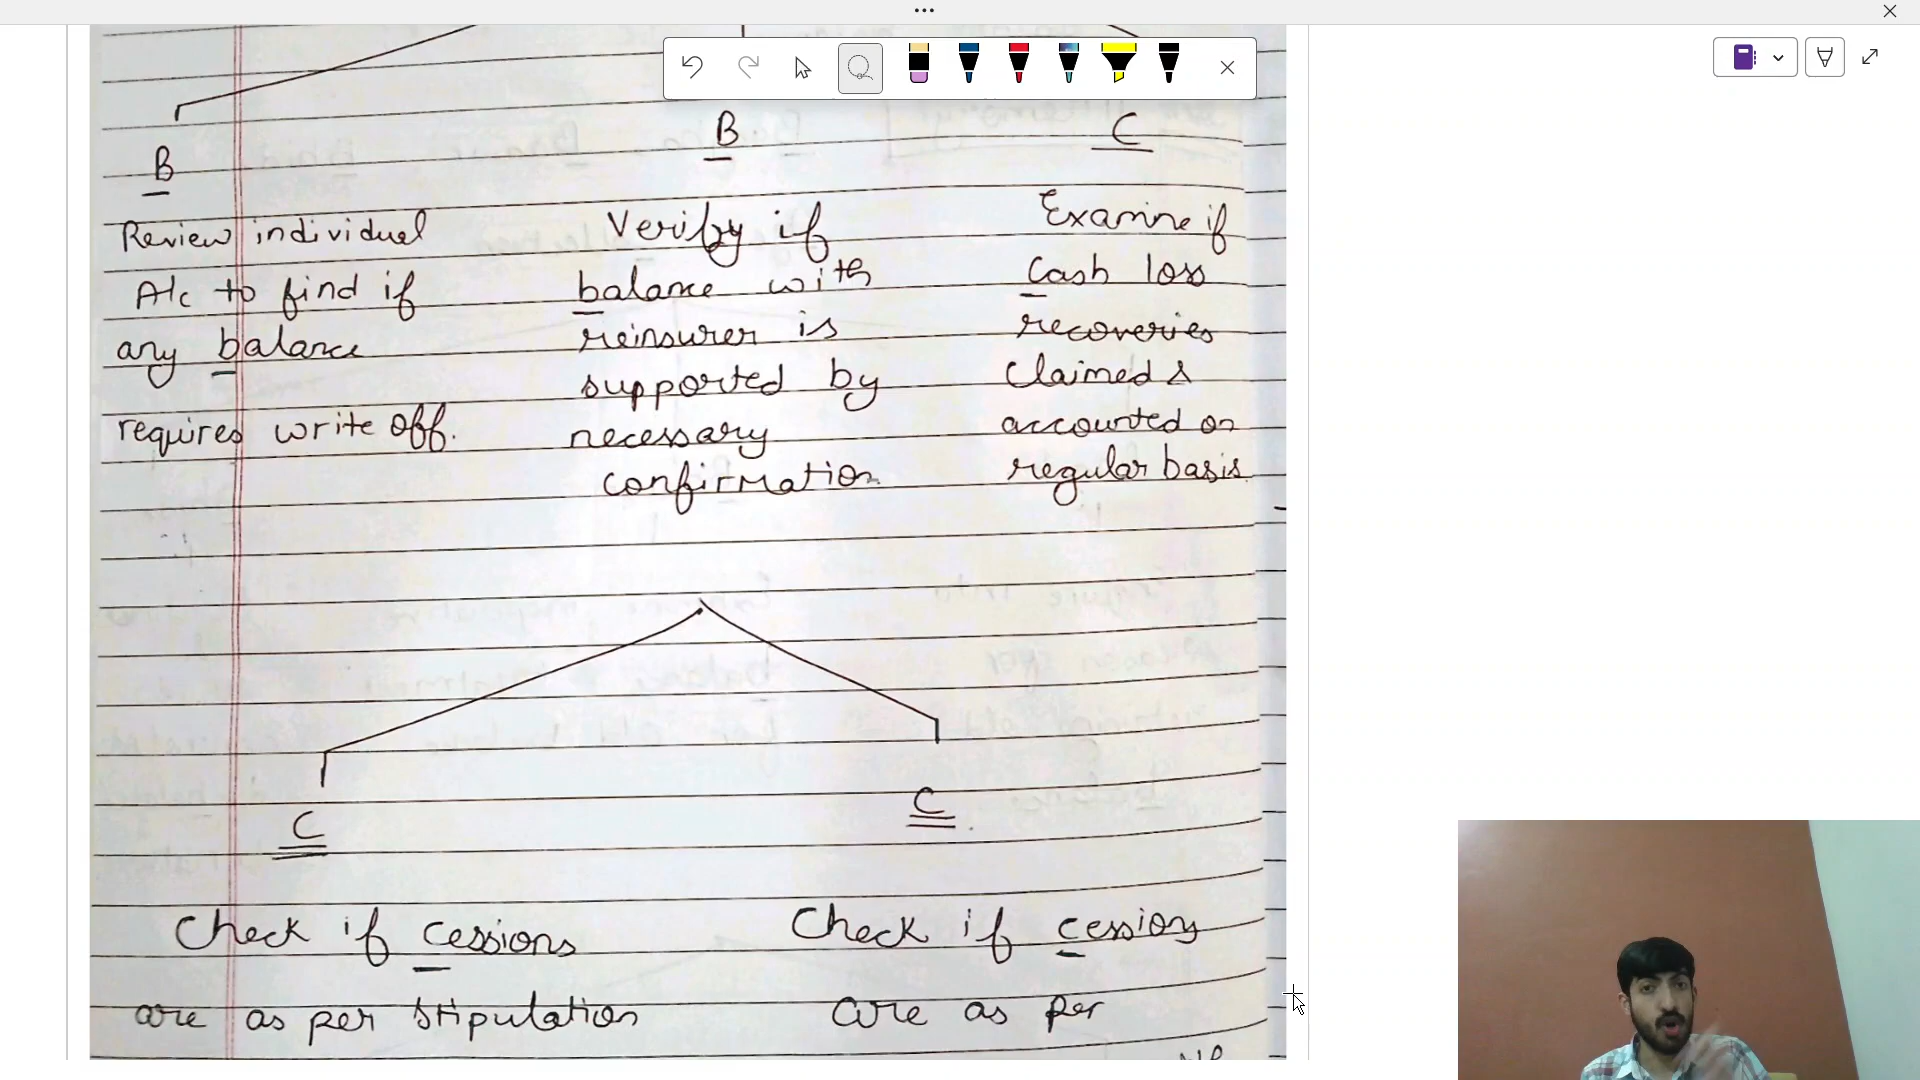 B
B
C
Review individual
A/c to find if
any balance
requires write off.
Verify if
balance with
reinsurer is
supported by
necessary
confirmation
Examine if
cash loss
recoveries
claimed &
accounted on
regular basis.
C
C
Check if cessions
are as per stipulation
Check if cession
are as per